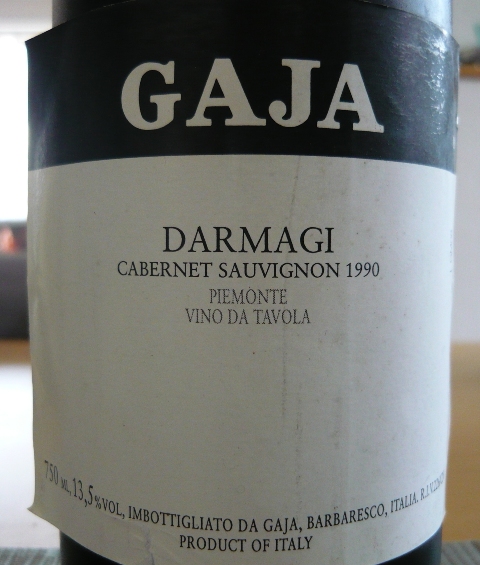 GAJA
DARMAGI
CABERNET SAUVIGNON 1990
PIEMONTE
VINO DA TAVOLA
750 ML, 13,5%VOL, IMBOTTIGLIATO DA GAJA, BARBARESCO, ITALIA.
PRODUCT OF ITALY